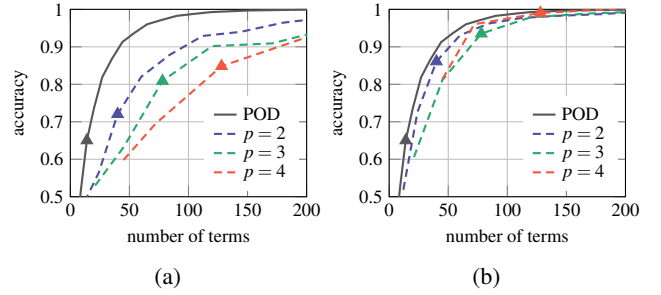 accuracy
1
0.9
0.8
0.7
0.6
0.5
POD
p = 2
p = 3
p = 4
0 50 100 150 200
number of terms
(a)
accuracy
1
0.9
0.8
0.7
0.6
0.5
POD
p = 2
p = 3
p = 4
0 50 100 150 200
number of terms
(b)